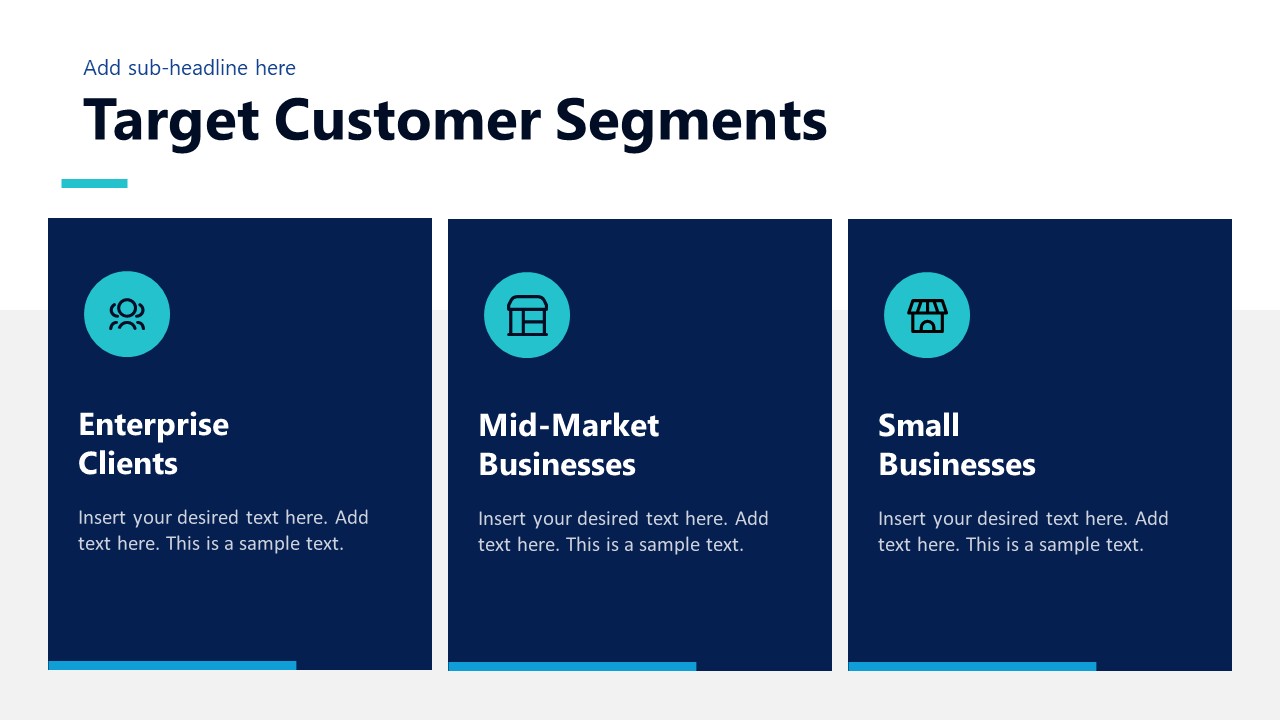 Add sub-headline here
Target Customer Segments
Enterprise
Clients
Insert your desired text here. Add
text here. This is a sample text.
Mid-Market
Businesses
Insert your desired text here. Add
text here. This is a sample text.
Small
Businesses
Insert your desired text here. Add
text here. This is a sample text.